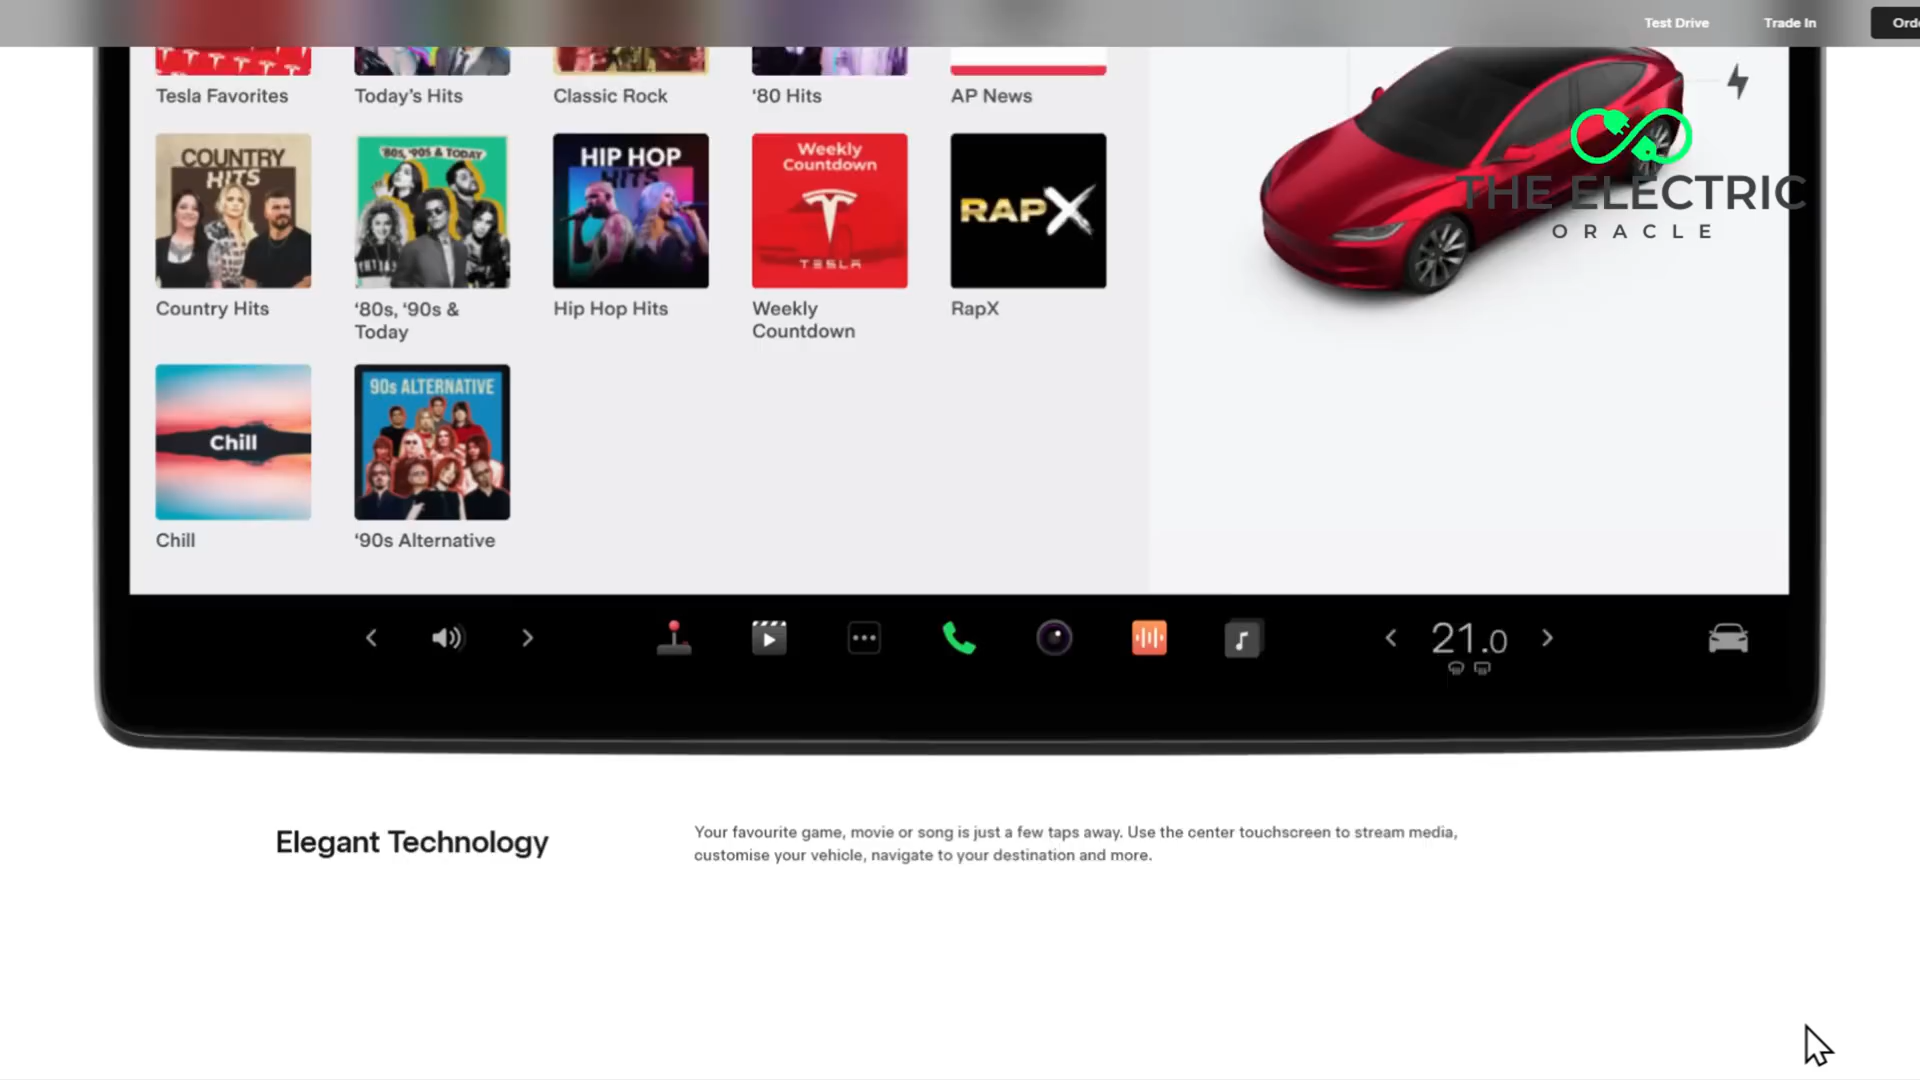 Test Drive
Trade In
Orde
Tesla Favorites
Today's Hits
Classic Rock
'80 Hits
AP News
COUNTRY
HITS
'80S, '90S & TODAY
HIP HOP
HITS
Weekly
Countdown
TESLA
RAPX
THE ELECTRIC
ORACLE
Country Hits
'80s, '90s &
Today
Hip Hop Hits
Weekly
Countdown
RapX
Chill
90s ALTERNATIVE
Chill
'90s Alternative
21.0
Elegant Technology
Your favourite game, movie or song is just a few taps away. Use the center touchscreen to stream media,
customise your vehicle, navigate to your destination and more.